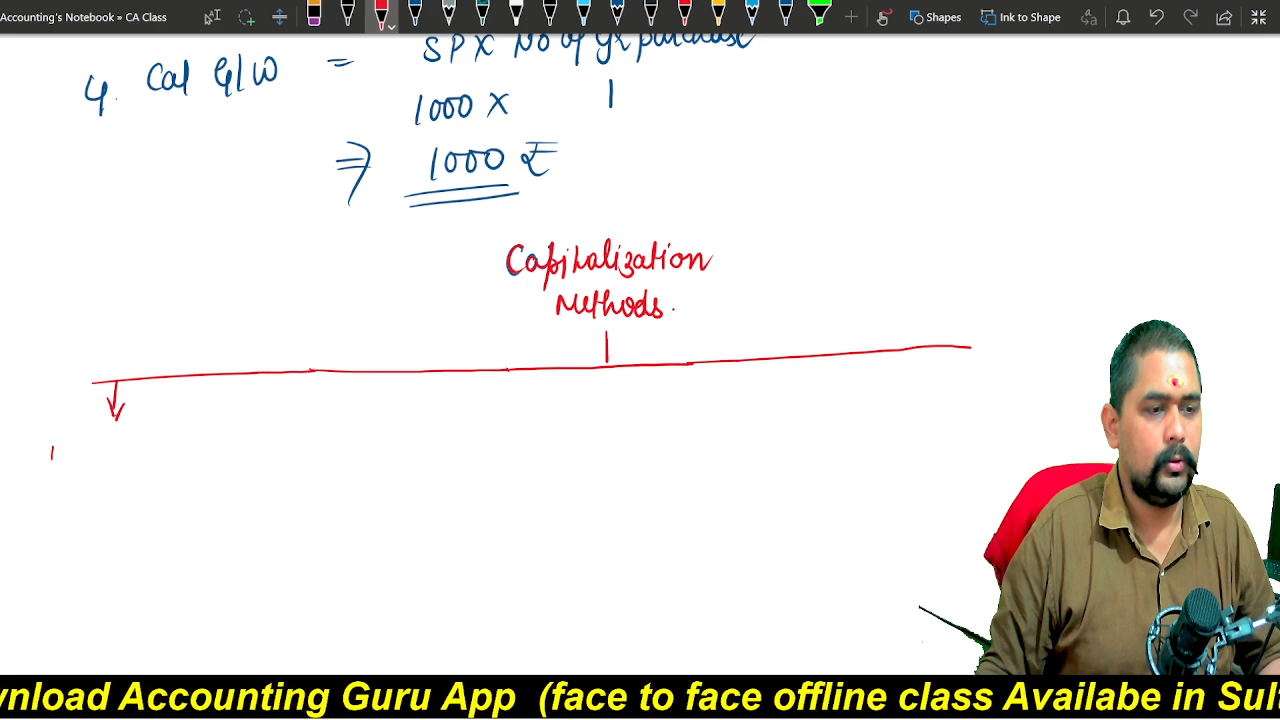 Accounting's Notebook » CA Class
Shapes
Ink to Shape
4. Cal G/W = SP X No of yr purchase
1000 X 1
⇒ 1000 ₹
Capitalization
Methods.
wnload Accounting Guru App (face to face offline class Availabe in Sul